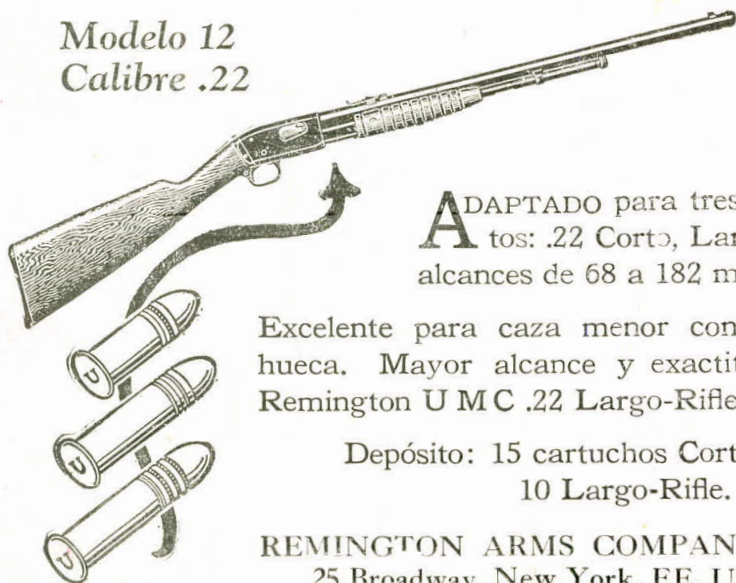 Modelo 12
Calibre .22
ADAPTADO para tres
tos: .22 Corto, Lar
alcances de 68 a 182 m
Excelente para caza menor con
hueca. Mayor alcance y exactit
Remington UMC .22 Largo-Rifle
Depósito: 15 cartuchos Cort
10 Largo-Rifle.
REMINGTON ARMS COMPAN
25 Broadway, New York, EE. U
U
U
U